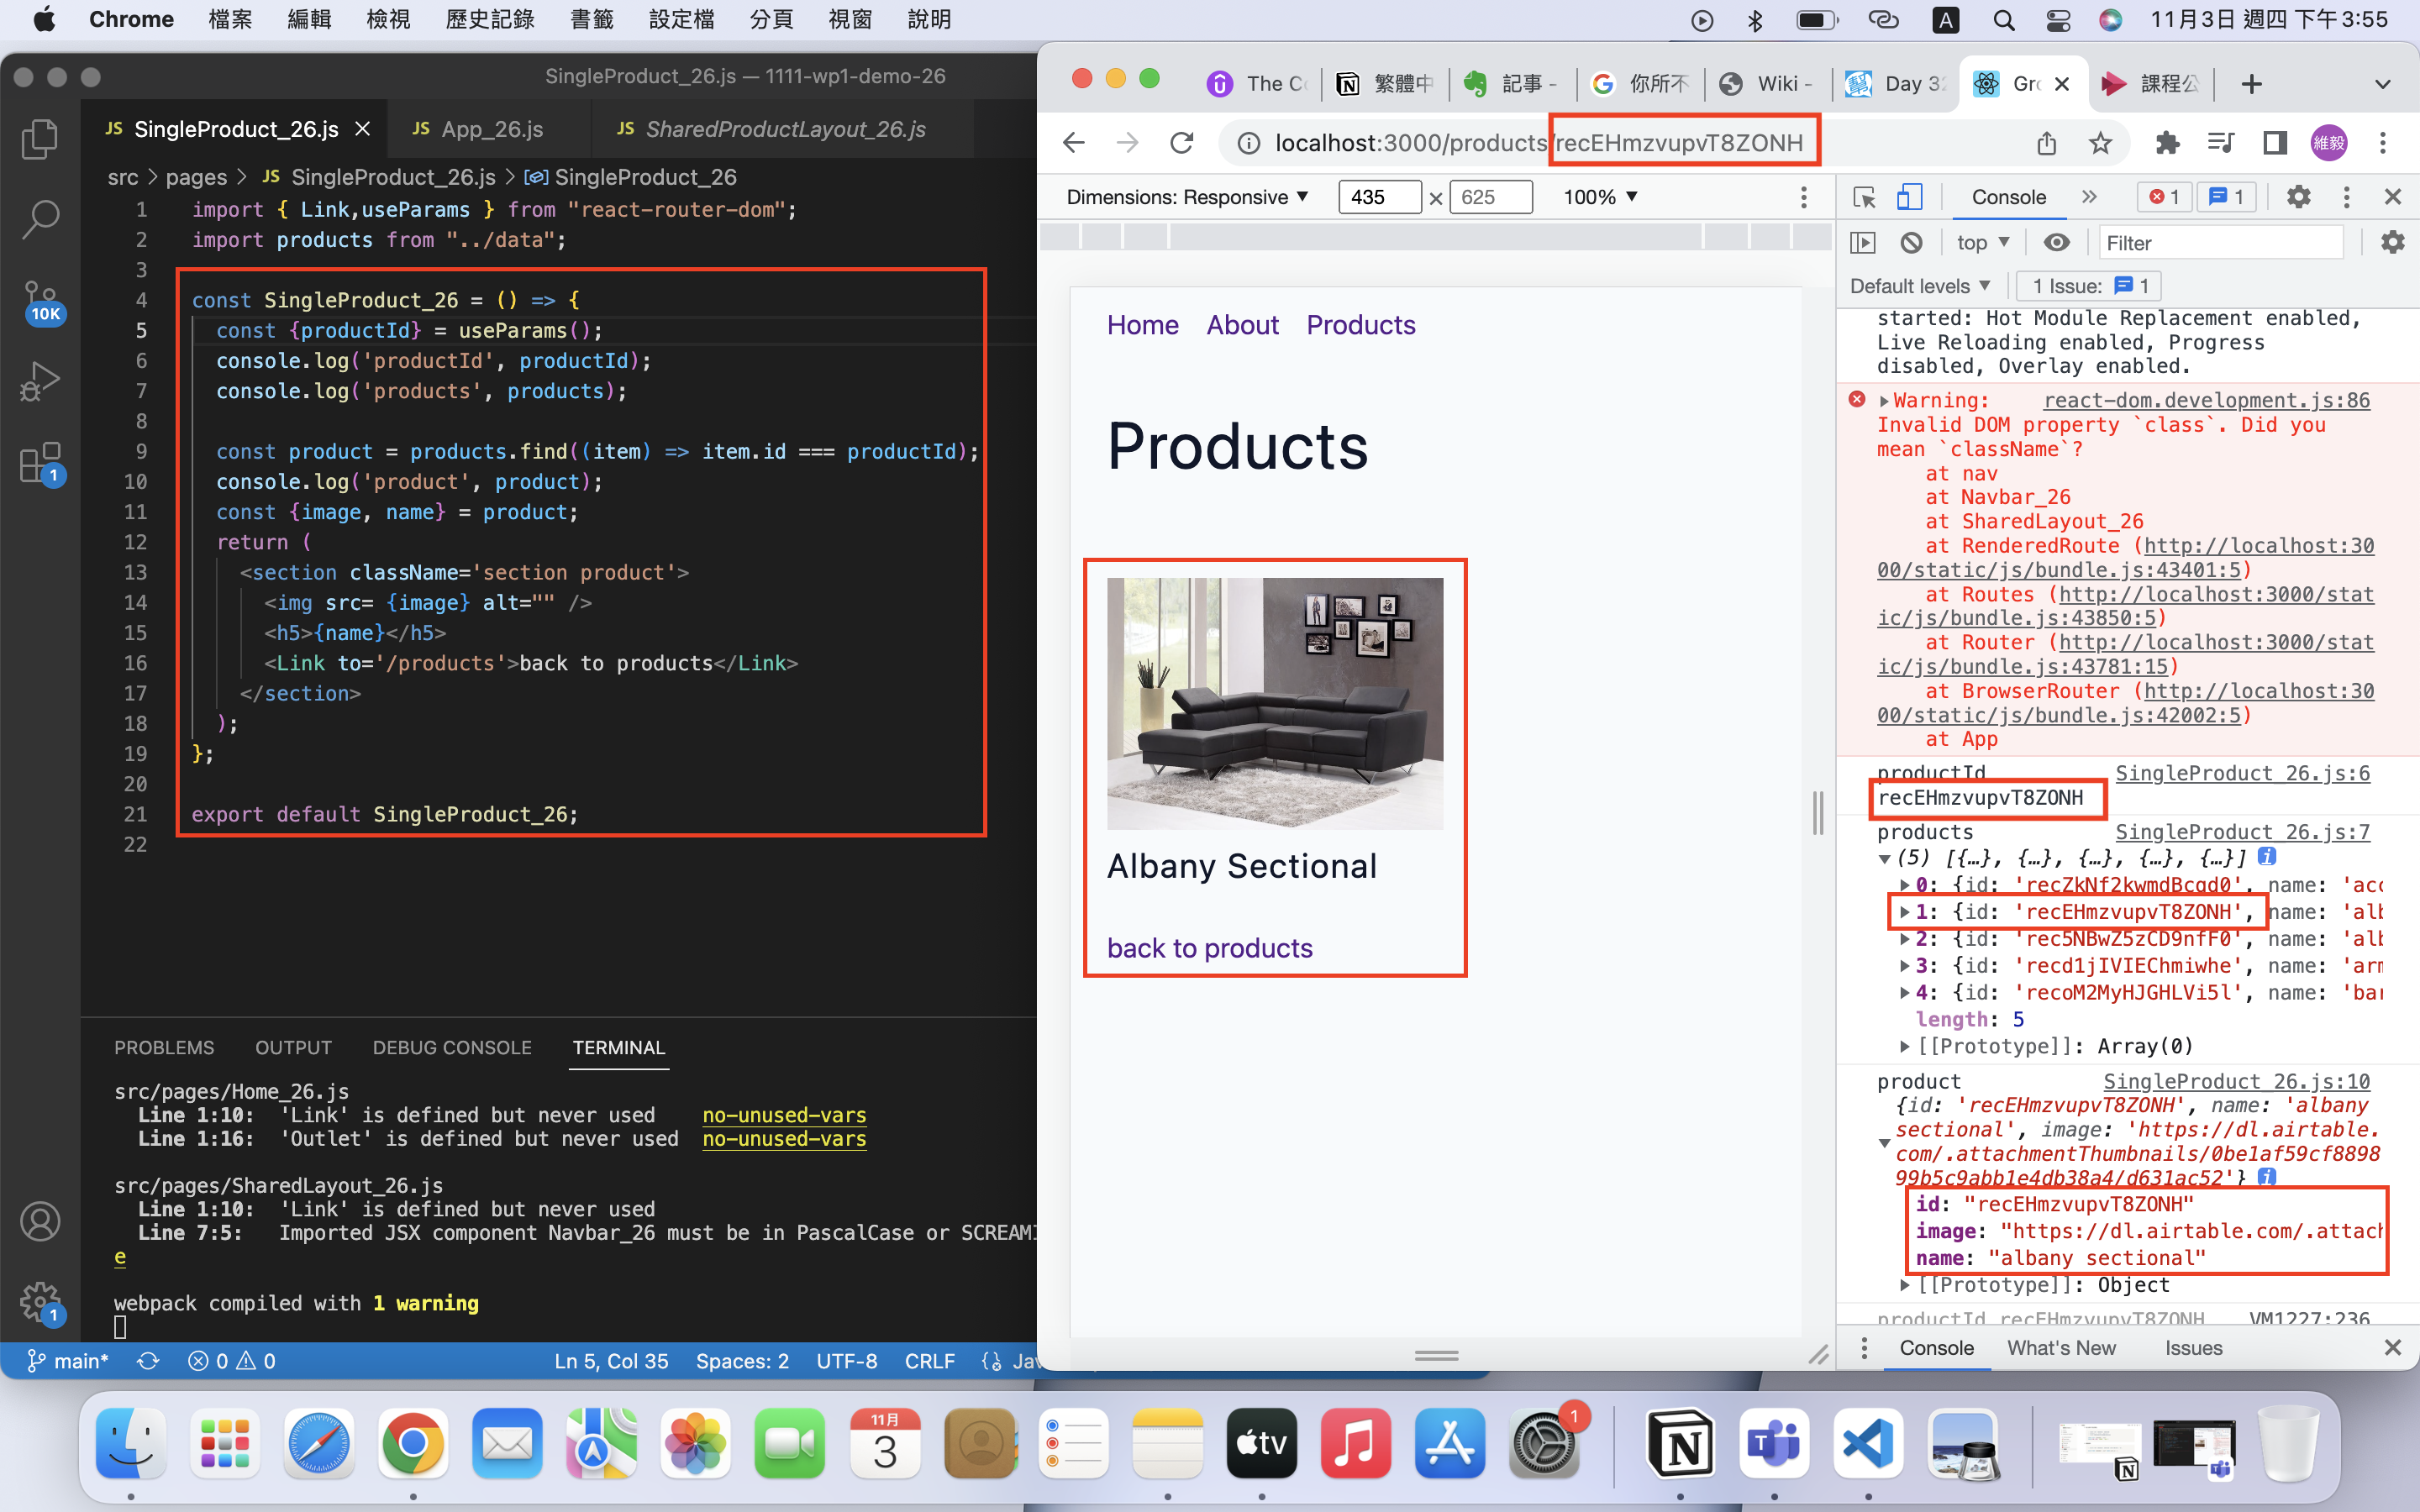 Chrome 檔案 編輯 檢視 歷史記錄 書籤 設定檔 分頁 視窗 說明
A 11月3日 週四 下午3:55
SingleProduct_26.js — 1111-wp1-demo-26
JS SingleProduct_26.js
JS App_26.js
JS SharedProductLayout_26.js
src > pages > JS SingleProduct_26.js > SingleProduct_26
1 import { Link,useParams } from "react-router-dom";
2 import products from "../data";
3
4 const SingleProduct_26 = () => {
5 const {productId} = useParams();
6 console.log('productId', productId);
7 console.log('products', products);
8
9 const product = products.find((item) => item.id === productId);
10 console.log('product', product);
11 const {image, name} = product;
12 return (
13 <section className='section product'>
14 <img src= {image} alt="" />
15 <h5>{name}</h5>
16 <Link to='/products'>back to products</Link>
17 </section>
18 );
19 };
20
21 export default SingleProduct_26;
22
10K
1
1
PROBLEMS OUTPUT DEBUG CONSOLE TERMINAL
src/pages/Home_26.js
Line 1:10: 'Link' is defined but never used no-unused-vars
Line 1:16: 'Outlet' is defined but never used no-unused-vars
src/pages/SharedLayout_26.js
Line 1:10: 'Link' is defined but never used
Line 7:5: Imported JSX component Navbar_26 must be in PascalCase or SCREAM
e
webpack compiled with 1 warning
main* 0 0 Ln 5, Col 35 Spaces: 2 UTF-8 CRLF
The Co 繁體中 記事 - 你所不 Wiki - Day 32 Gro 課程公
localhost:3000/products/recEHmzvupvT8ZONH
維毅
Dimensions: Responsive ▼ 435 × 625 100% ▼
Home About Products
Products
Albany Sectional
back to products
Console » 1 1
top ▼ Filter
Default levels ▼ 1 Issue: 1
started: Hot Module Replacement enabled,
Live Reloading enabled, Progress
disabled, Overlay enabled.
Warning: react-dom.development.js:86
Invalid DOM property `class`. Did you
mean `className`?
at nav
at Navbar_26
at SharedLayout_26
at RenderedRoute (http://localhost:30
00/static/js/bundle.js:43401:5)
at Routes (http://localhost:3000/stat
ic/js/bundle.js:43850:5)
at Router (http://localhost:3000/stat
ic/js/bundle.js:43781:15)
at BrowserRouter (http://localhost:30
00/static/js/bundle.js:42002:5)
at App
productId SingleProduct_26.js:6
recEHmzvupvT8ZONH
products SingleProduct_26.js:7
(5) [{…}, {…}, {…}, {…}, {…}]
0: {id: 'recZkNf2kwmdBcqd0', name: 'acc
1: {id: 'recEHmzvupvT8ZONH', name: 'alb
2: {id: 'rec5NBwZ5zCD9nfF0', name: 'alb
3: {id: 'recd1jIVIEChmiwhe', name: 'arm
4: {id: 'recoM2MyHJGHLVi5l', name: 'bar
length: 5
[[Prototype]]: Array(0)
product SingleProduct_26.js:10
{id: 'recEHmzvupvT8ZONH', name: 'albany
sectional', image: 'https://dl.airtable.
com/.attachmentThumbnails/0be1af59cf8898
99b5c9abb1e4db38a4/d631ac52'}
id: "recEHmzvupvT8ZONH"
image: "https://dl.airtable.com/.attach
name: "albany sectional"
[[Prototype]]: Object
productId recEHmzvupvT8ZONH VM1227:236
Console What's New Issues
11月
3
tv
1